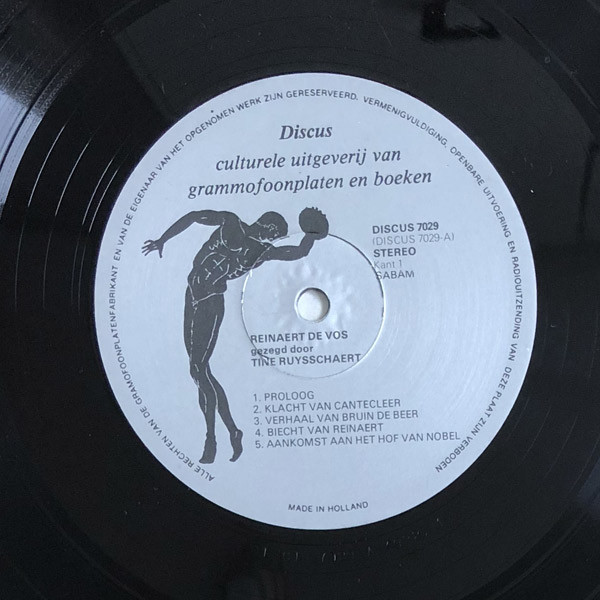 ALLE RECHTEN VAN DE GRAMOFOONPLATENFABRIKANT EN VAN DE EIGENAAR VAN HET OPGENOMEN WERK ZIJN GERESERVEERD. VERMENIGVULDIGING, OPENBARE UITVOERING EN RADIOUITZENDING VAN DEZE PLAAT ZIJN VERBODEN
Discus
culturele uitgeverij van
grammofoonplaten en boeken
DISCUS 7029
(DISCUS 7029-A)
STEREO
Kant 1
SABAM
REINAERT DE VOS
gezegd door
TINE RUYSSCHAERT
1. PROLOOG
2. KLACHT VAN CANTECLEER
3. VERHAAL VAN BRUIN DE BEER
4. BIECHT VAN REINAERT
5. AANKOMST AAN HET HOF VAN NOBEL
MADE IN HOLLAND